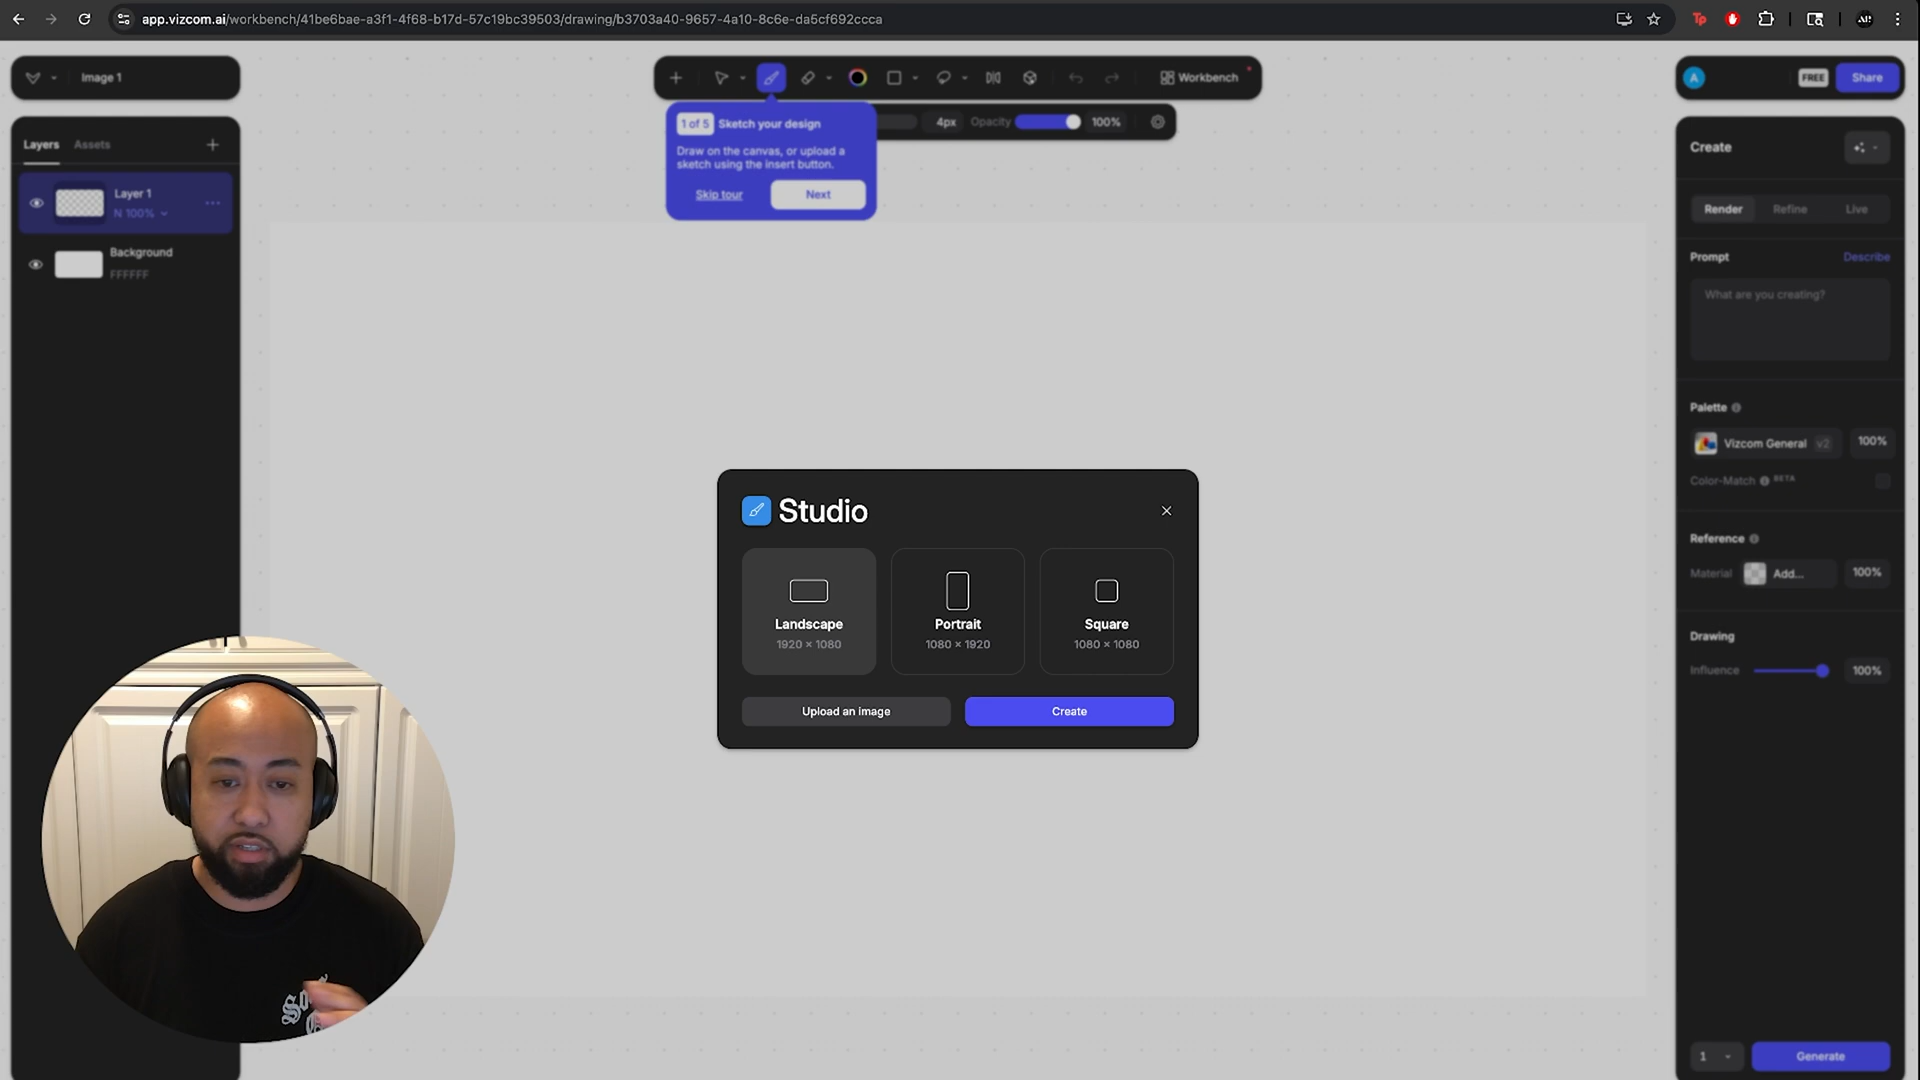 app.vizcom.ai/workbench/41be6bae-a3f1-4f68-b17d-57c19bc39503/drawing/b3703a40-9657-4a10-8c6e-da5cf692ccca
Image 1
Workbench
A
FREE
Share
4px
Opacity
100%
1 of 5
Sketch your design
Draw on the canvas, or upload a
sketch using the insert button.
Skip tour
Next
Layers
Assets
Layer 1
N 100%
Background
FFFFFF
Create
Render
Refine
Live
Prompt
Describe
What are you creating?
Palette
Vizcom General
v2
100%
Color-Match
BETA
Reference
Material
Add...
100%
Drawing
Influence
100%
1
Generate
Studio
Landscape
1920 × 1080
Portrait
1080 × 1920
Square
1080 × 1080
Upload an image
Create